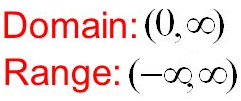 Domain: (0, ∞)
Range: (−∞, ∞)